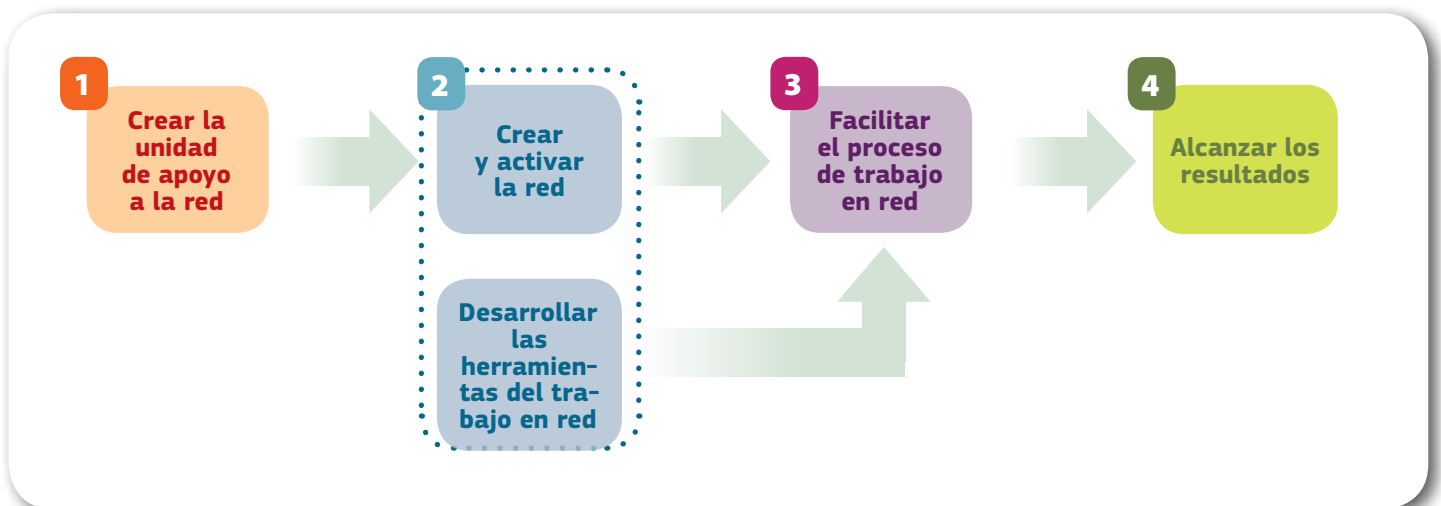 1
Crear la
unidad
de apoyo
a la red
2
Crear
y activar
la red
Desarrollar
las
herramien-
tas del tra-
bajo en red
3
Facilitar
el proceso
de trabajo
en red
4
Alcanzar los
resultados